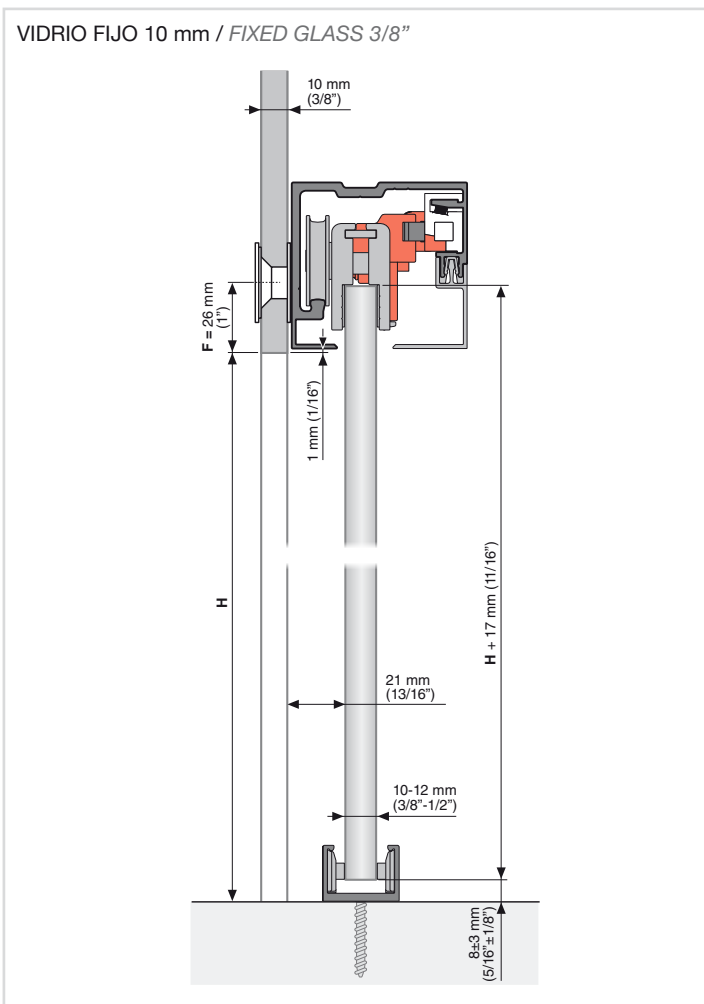 VIDRIO FIJO 10 mm / FIXED GLASS 3/8”
10 mm
(3/8”)
F = 26 mm
(1”)
1 mm (1/16”)
H
H + 17 mm (11/16”)
21 mm
(13/16”)
10-12 mm
(3/8”-1/2”)
8±3 mm
(5/16”±1/8”)